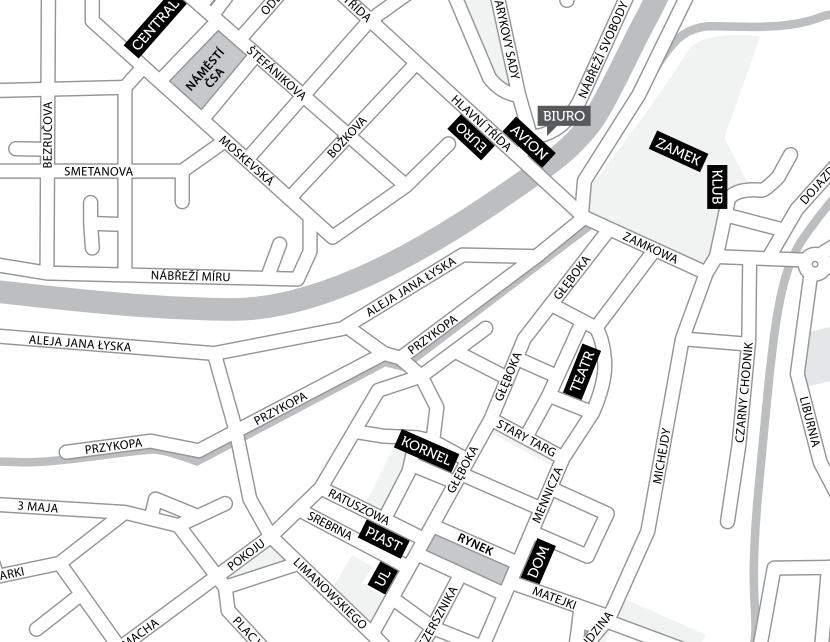 CENTRAL
TŘÍDA
NÁMĚSTÍ
ČSA
ŠTEFÁNIKOVA
NÁBŘEŽÍ SVOBODY
HLAVNÍ TŘÍDA
BIURO
AVION
EURO
BEZRUČOVA
BOŽKOVA
MOSKEVSKÁ
SMETANOVA
ZAMEK
KLUB
ZAMKOWA
NÁBŘEŽÍ MÍRU
GŁĘBOKA
ALEJA JANA ŁYSKA
ALEJA JANA ŁYSKA
PRZYKOPA
GŁĘBOKA
TEATR
CZARNY CHODNIK
LIBURNIA
PRZYKOPA
PRZYKOPA
STARY TARG
KORNEL
GŁĘBOKA
MICHEJDY
MENNICZA
3 MAJA
RATUSZOWA
SREBRNA
PIAST
RYNEK
DOM
POKOJU
UL
LIMANOWSKIEGO
MATEJKI